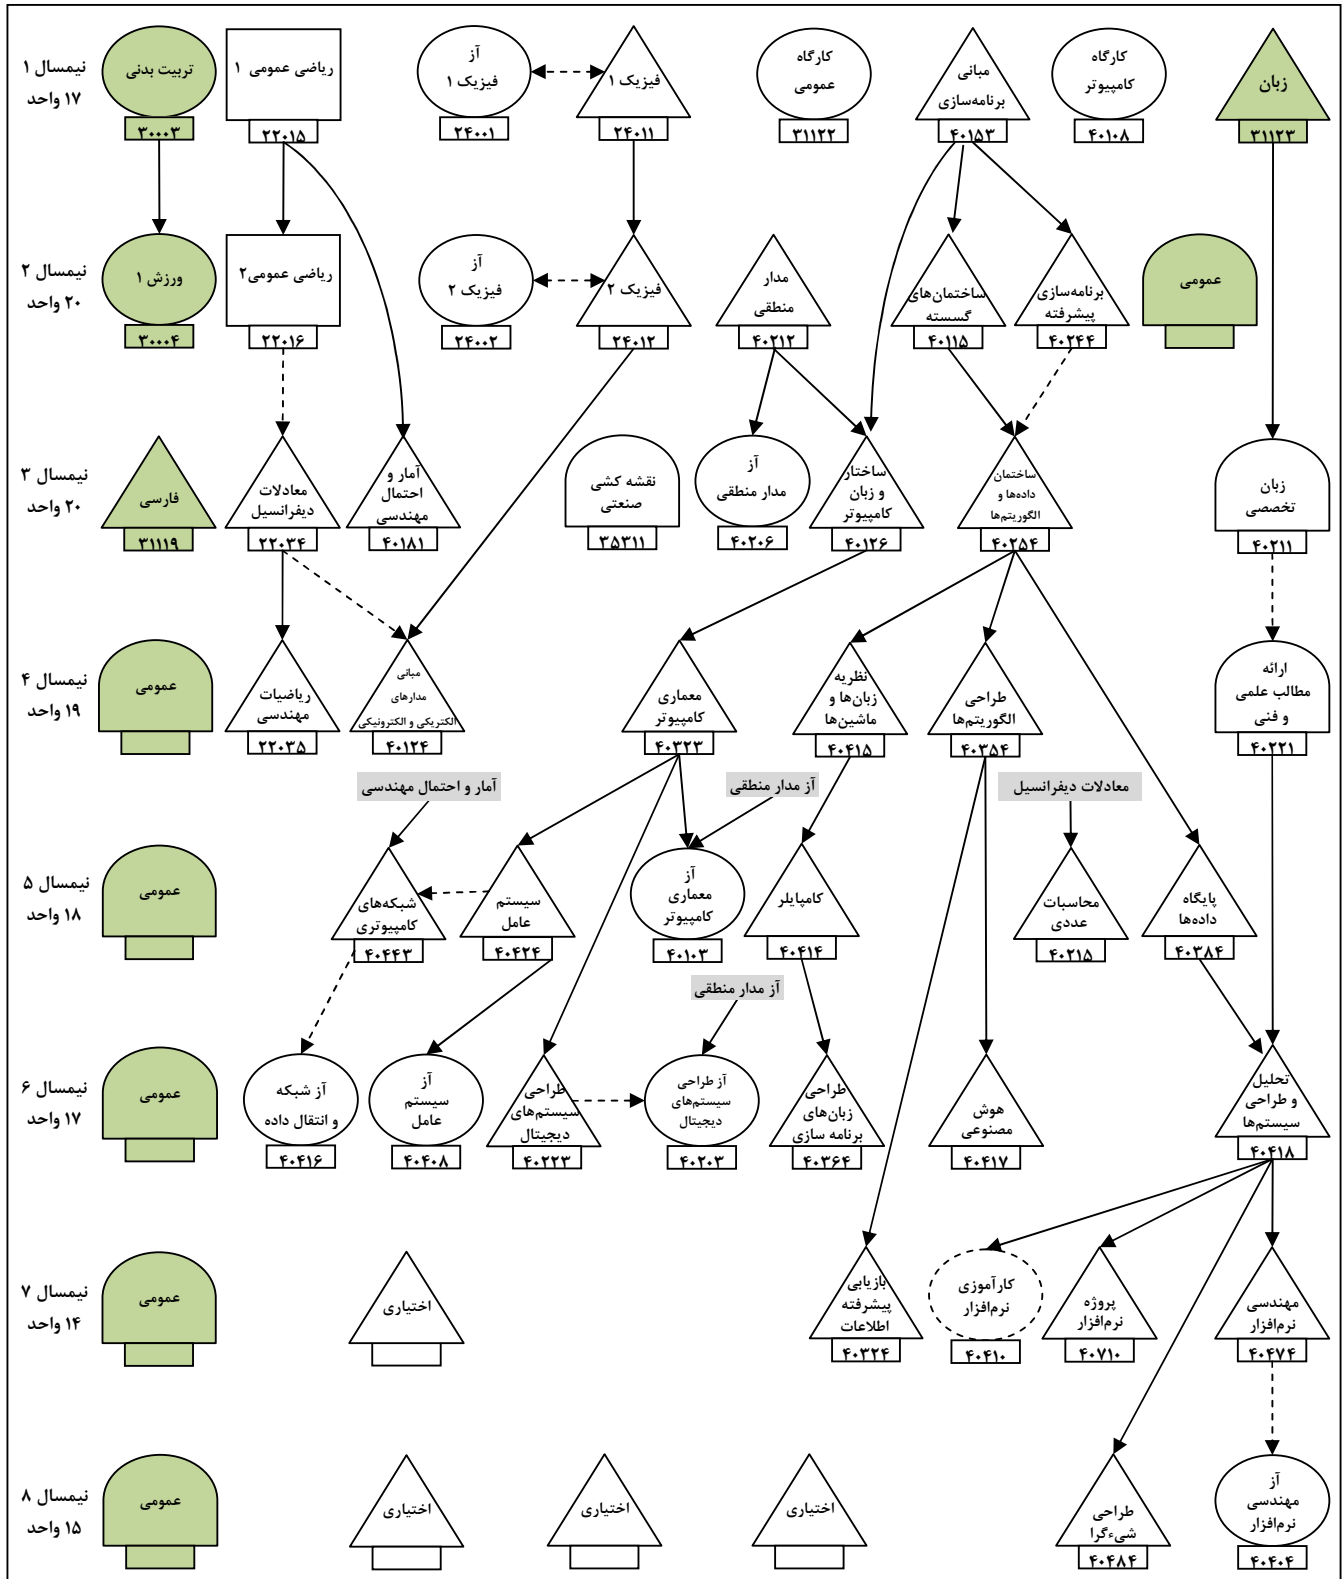 نیمسال ۱
۱۷ واحد
زبان
۳۱۱۲۳
کارگاه
کامپیوتر
۴۰۱۰۸
مبانی
برنامه‌سازی
۴۰۱۵۳
کارگاه
عمومی
۳۱۱۲۲
فیزیک ۱
۲۴۰۱۱
آز
فیزیک ۱
۲۴۰۰۱
ریاضی عمومی ۱
۲۲۰۱۵
تربیت بدنی
۳۰۰۰۳
نیمسال ۲
۲۰ واحد
عمومی
برنامه‌سازی
پیشرفته
۴۰۲۴۴
ساختمان‌های
گسسته
۴۰۱۱۵
مدار
منطقی
۴۰۲۱۲
فیزیک ۲
۲۴۰۱۲
آز
فیزیک ۲
۲۴۰۰۲
ریاضی عمومی۲
۲۲۰۱۶
ورزش ۱
۳۰۰۰۴
نیمسال ۳
۲۰ واحد
زبان
تخصصی
۴۰۲۱۱
ساختمان
داده‌ها و
الگوریتم‌ها
۴۰۲۵۴
ساختار
و زبان
کامپیوتر
۴۰۱۲۶
آز
مدار منطقی
۴۰۲۰۶
نقشه کشی
صنعتی
۳۵۳۱۱
آمار و
احتمال
مهندسی
۴۰۱۸۱
معادلات
دیفرانسیل
۲۲۰۳۴
فارسی
۳۱۱۱۹
نیمسال ۴
۱۹ واحد
ارائه
مطالب علمی
و فنی
۴۰۲۲۱
طراحی
الگوریتم‌ها
۴۰۳۵۴
نظریه
زبان‌ها و
ماشین‌ها
۴۰۴۱۵
معماری
کامپیوتر
۴۰۳۲۳
مبانی
مدارهای
الکتریکی و الکترونیکی
۴۰۱۲۴
ریاضیات
مهندسی
۲۲۰۳۵
عمومی
معادلات دیفرانسیل
آز مدار منطقی
آمار و احتمال مهندسی
نیمسال ۵
۱۸ واحد
پایگاه
داده‌ها
۴۰۳۸۴
محاسبات
عددی
۴۰۲۱۵
کامپایلر
۴۰۴۱۴
آز
معماری
کامپیوتر
۴۰۱۰۳
سیستم
عامل
۴۰۴۲۴
شبکه‌های
کامپیوتری
۴۰۴۴۳
عمومی
آز مدار منطقی
نیمسال ۶
۱۷ واحد
تحلیل
و طراحی
سیستم‌ها
۴۰۴۱۸
هوش
مصنوعی
۴۰۴۱۷
طراحی
زبان‌های
برنامه سازی
۴۰۳۶۴
آز طراحی
سیستم‌های
دیجیتال
۴۰۲۰۳
طراحی
سیستم‌های
دیجیتال
۴۰۲۲۳
آز
سیستم
عامل
۴۰۴۰۸
آز شبکه
و انتقال داده
۴۰۴۱۶
عمومی
نیمسال ۷
۱۴ واحد
مهندسی
نرم‌افزار
۴۰۴۷۴
پروژه
نرم‌افزار
۴۰۷۱۰
کارآموزی
نرم‌افزار
۴۰۴۱۰
بازیابی
پیشرفته
اطلاعات
۴۰۳۲۴
اختیاری
عمومی
نیمسال ۸
۱۵ واحد
آز
مهندسی
نرم‌افزار
۴۰۴۰۴
طراحی
شیءگرا
۴۰۴۸۴
اختیاری
اختیاری
اختیاری
عمومی